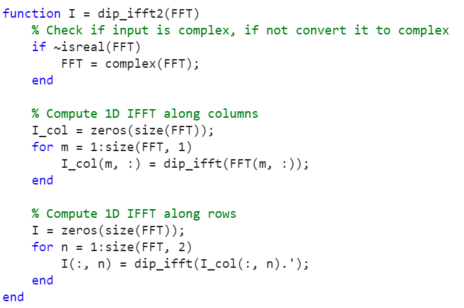 function I = dip_ifft2(FFT)
    % Check if input is complex, if not convert it to complex
    if ~isreal(FFT)
        FFT = complex(FFT);
    end

    % Compute 1D IFFT along columns
    I_col = zeros(size(FFT));
    for m = 1:size(FFT, 1)
        I_col(m, :) = dip_ifft(FFT(m, :));
    end

    % Compute 1D IFFT along rows
    I = zeros(size(FFT));
    for n = 1:size(FFT, 2)
        I(:, n) = dip_ifft(I_col(:, n).');
    end
end